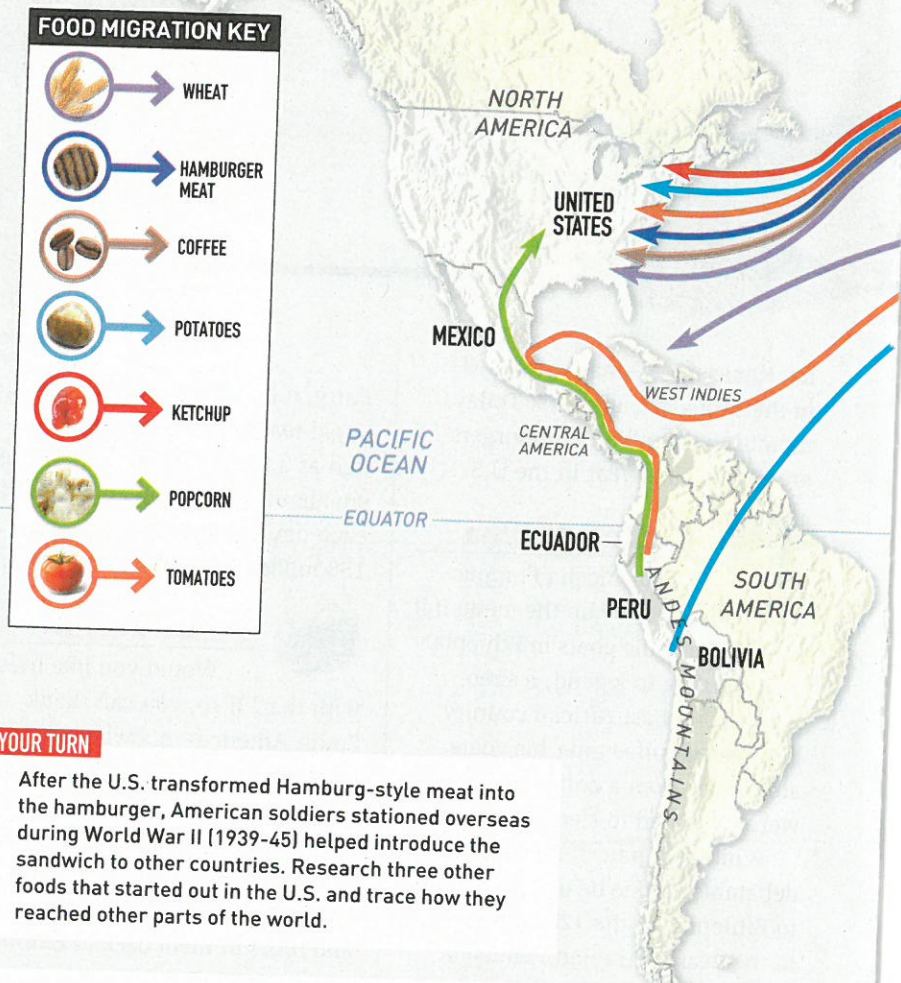 FOOD MIGRATION KEY
WHEAT
HAMBURGER
MEAT
COFFEE
POTATOES
KETCHUP
POPCORN
TOMATOES
NORTH
AMERICA
UNITED
STATES
MEXICO
WEST INDIES
CENTRAL
AMERICA
PACIFIC
OCEAN
EQUATOR
ECUADOR
PERU
SOUTH
AMERICA
BOLIVIA
ANDES MOUNTAINS
YOUR TURN
After the U.S. transformed Hamburg-style meat into
the hamburger, American soldiers stationed overseas
during World War II (1939-45) helped introduce the
sandwich to other countries. Research three other
foods that started out in the U.S. and trace how they
reached other parts of the world.